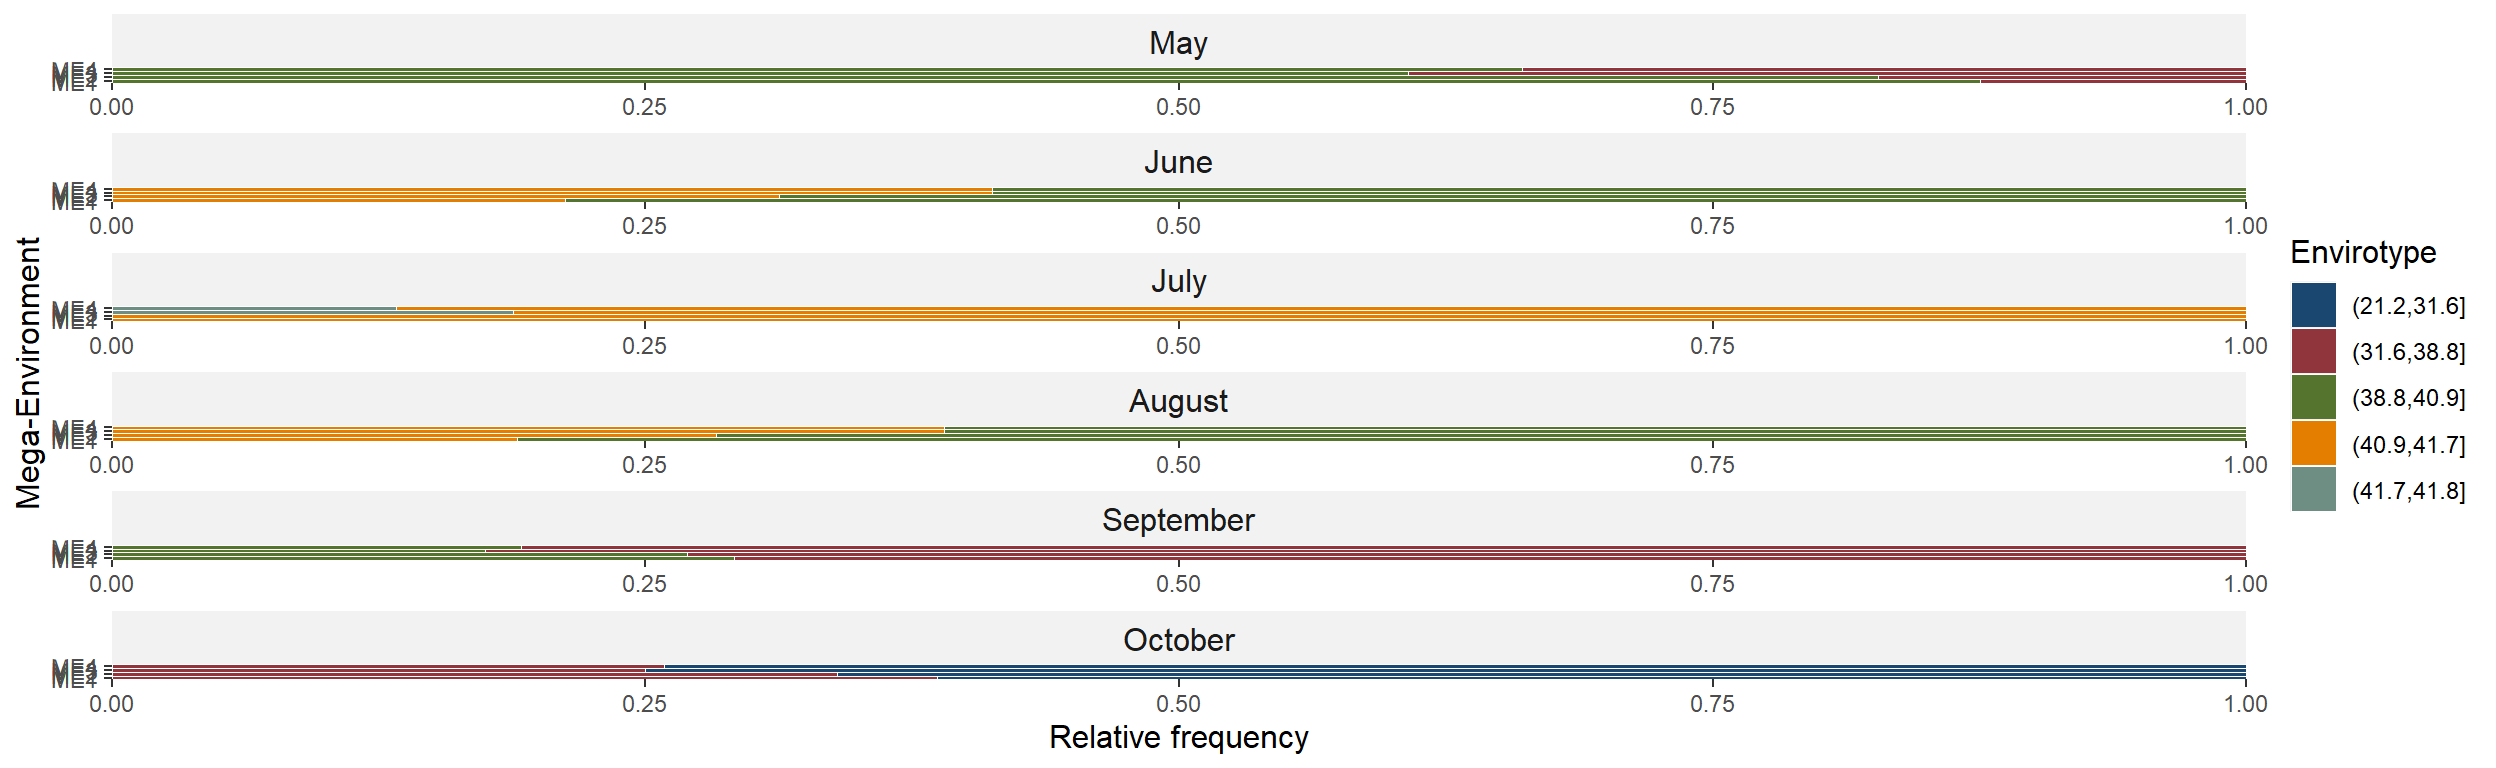 May
0.00 0.25 0.50 0.75 1.00
June
0.00 0.25 0.50 0.75 1.00
July
0.00 0.25 0.50 0.75 1.00
August
0.00 0.25 0.50 0.75 1.00
September
0.00 0.25 0.50 0.75 1.00
October
0.00 0.25 0.50 0.75 1.00
Relative frequency
Mega-Environment
Envirotype
(21.2,31.6]
(31.6,38.8]
(38.8,40.9]
(40.9,41.7]
(41.7,41.8]